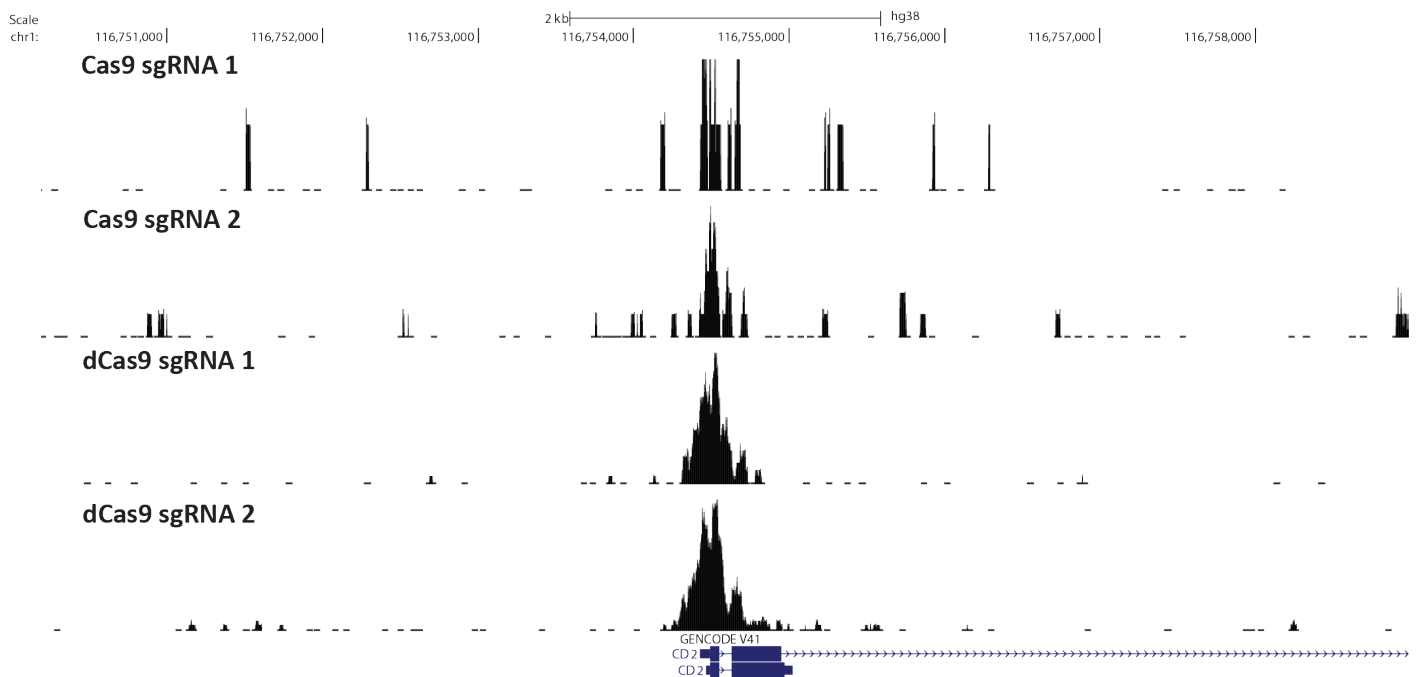 Scale 2 kb hg38
chr1: 116,751,000 116,752,000 116,753,000 116,754,000 116,755,000 116,756,000 116,757,000 116,758,000
Cas9 sgRNA 1
Cas9 sgRNA 2
dCas9 sgRNA 1
dCas9 sgRNA 2
GENCODE V41
CD2
CD2